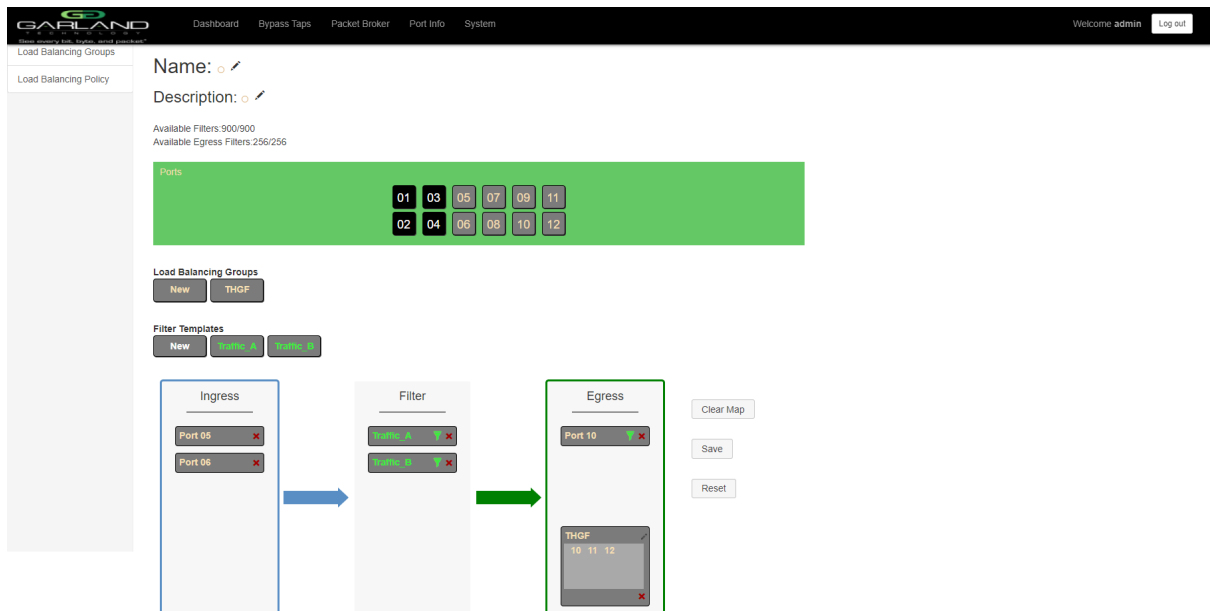 GARLAND
TECHNOLOGY
See every bit, byte, and packet®
Dashboard Bypass Taps Packet Broker Port Info System
Welcome admin Log out
Load Balancing Groups
Load Balancing Policy
Name:
Description:
Available Filters:900/900
Available Egress Filters:256/256
Ports
01 03 05 07 09 11
02 04 06 08 10 12
Load Balancing Groups
New THGF
Filter Templates
New Traffic_A Traffic_B
Ingress Filter Egress
Clear Map
Port 05 Traffic_A Port 10
Save
Port 06 Traffic_B
Reset
THGF
10 11 12